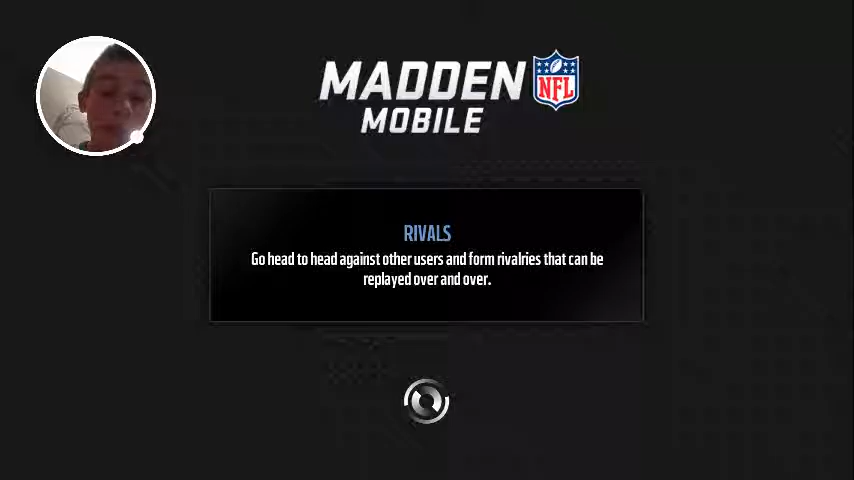 MADDEN NFL
MOBILE
RIVALS
Go head to head against other users and form rivalries that can be
replayed over and over.